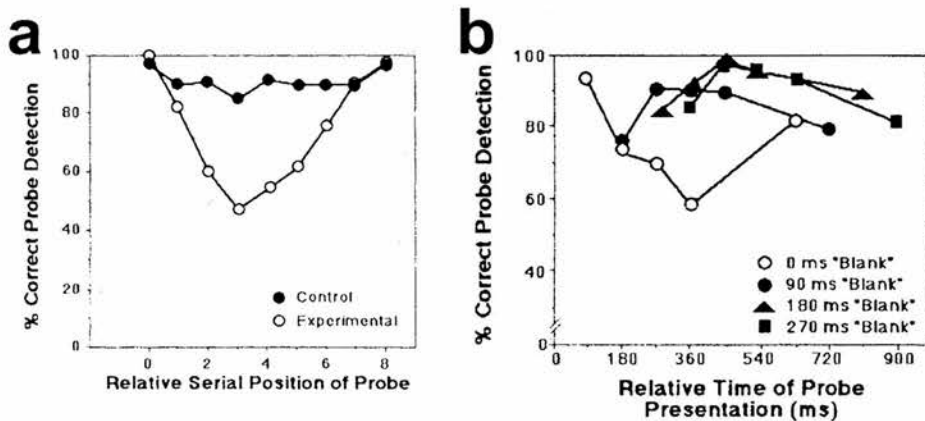 a
% Correct Probe Detection
100
80
60
40
20
0
Control
Experimental
0 2 4 6 8
Relative Serial Position of Probe
b
% Correct Probe Detection
100
80
60
40
0
0 ms "Blank"
90 ms "Blank"
180 ms "Blank"
270 ms "Blank"
0 180 360 540 720 900
Relative Time of Probe
Presentation (ms)